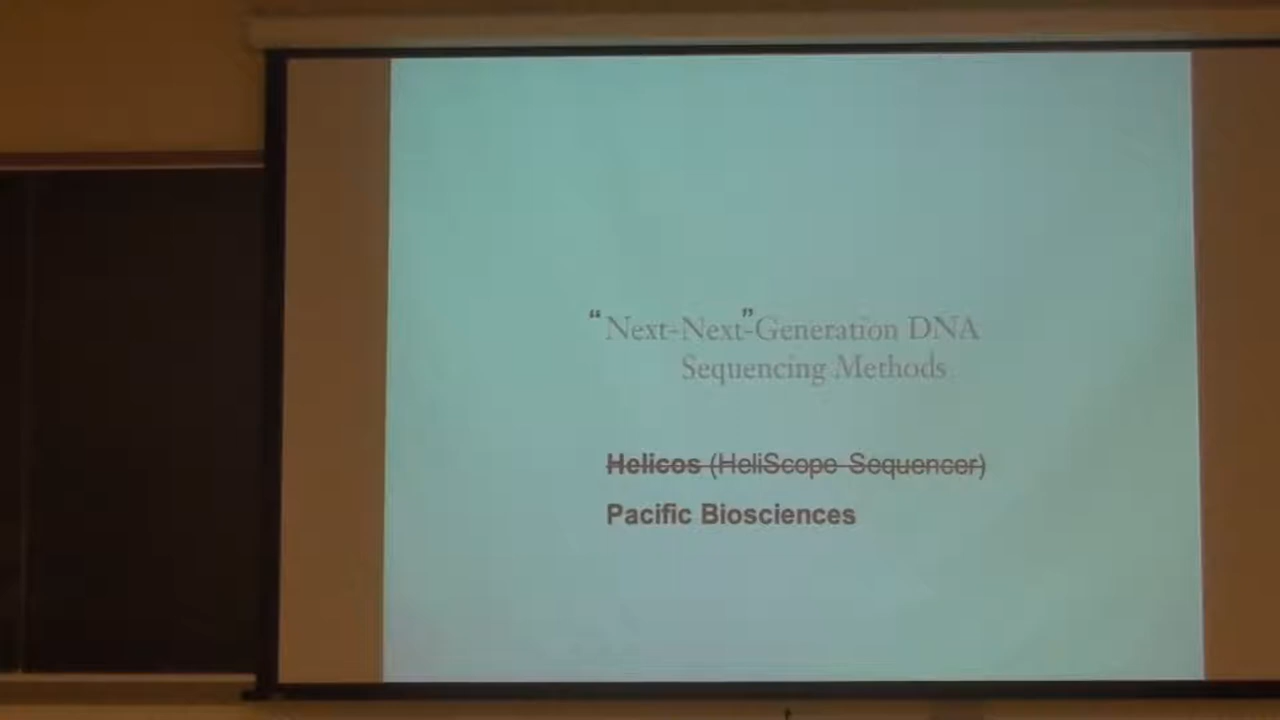 “Next-Next”-Generation DNA
Sequencing Methods
Helicos (HeliScope Sequencer)
Pacific Biosciences